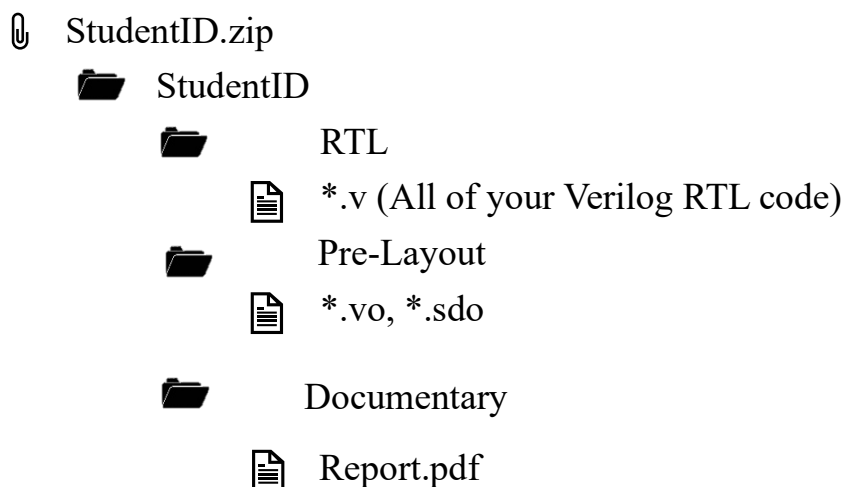 StudentID.zip
StudentID
RTL
*.v (All of your Verilog RTL code)
Pre-Layout
*.vo, *.sdo
Documentary
Report.pdf